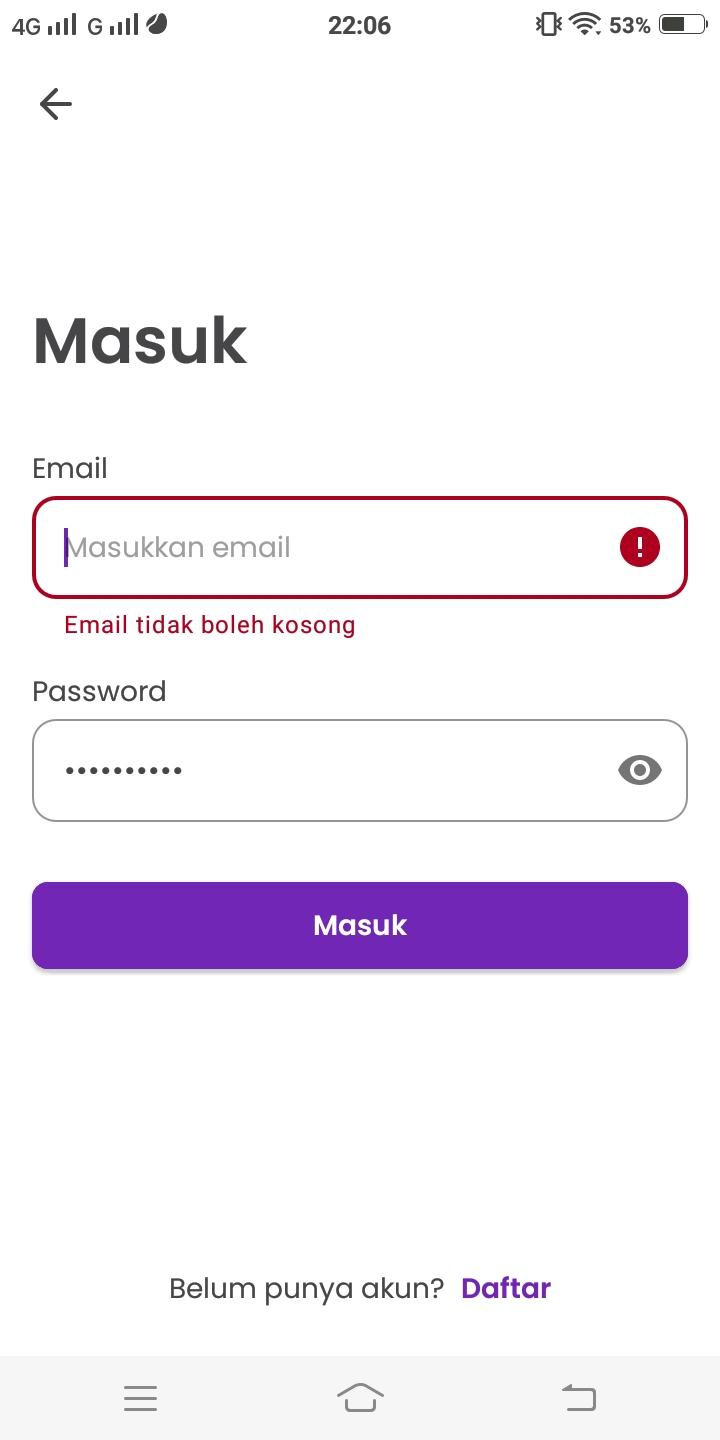 4G G 22:06 53%
Masuk
Email
Masukkan email
Email tidak boleh kosong
Password
••••••••••
Masuk
Belum punya akun? Daftar